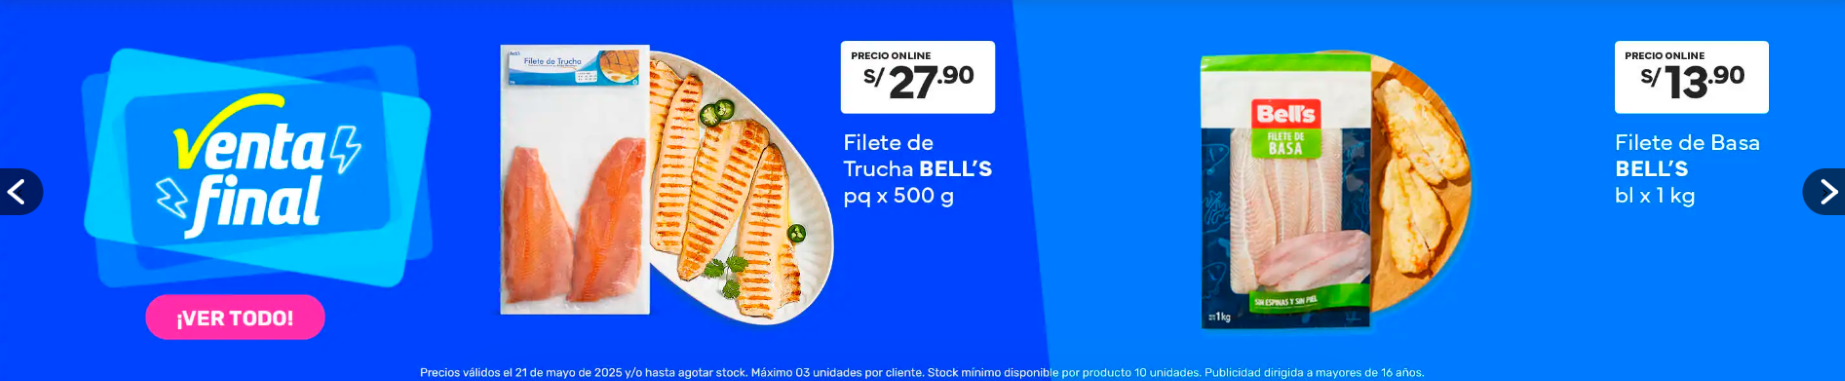 Venta
final
¡VER TODO!
Bell's
Filete de Trucha
PRECIO ONLINE
S/ 27.90
Filete de
Trucha BELL'S
pq x 500 g
Bell's
FILETE DE
BASA
SIN ESPINAS Y SIN PIEL
1 kg
PRECIO ONLINE
S/ 13.90
Filete de Basa
BELL'S
bl x 1 kg
Precios válidos el 21 de mayo de 2025 y/o hasta agotar stock. Máximo 03 unidades por cliente. Stock mínimo disponible por producto 10 unidades. Publicidad dirigida a mayores de 16 años.